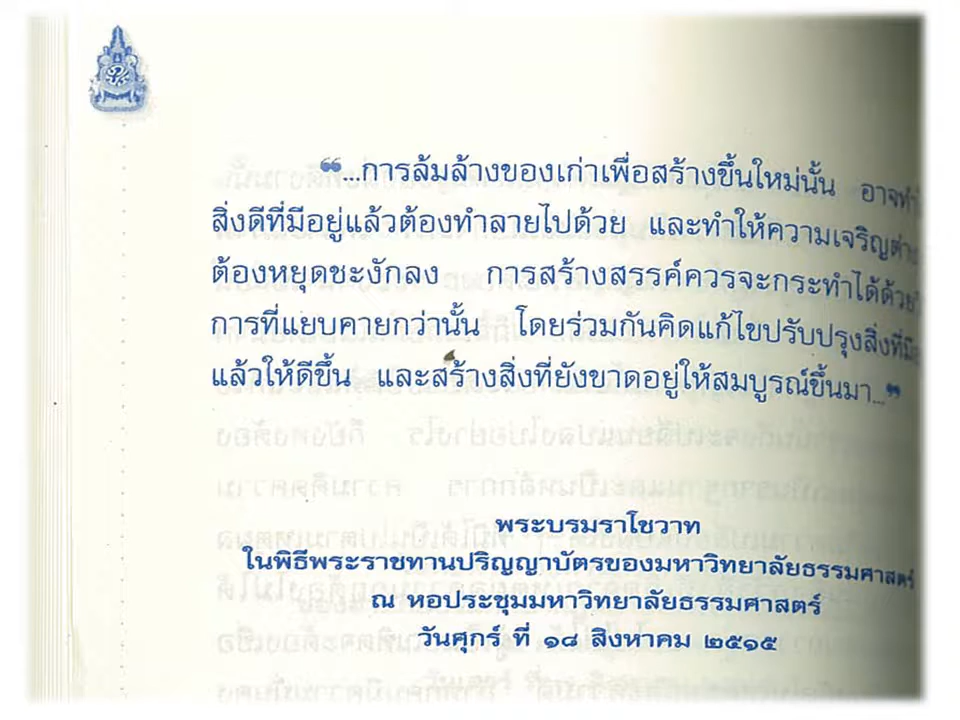 “...การล้มล้างของเก่าเพื่อสร้างขึ้นใหม่นั้น อาจทำ
สิ่งดีที่มีอยู่แล้วต้องทำลายไปด้วย และทำให้ความเจริญต่าง
ต้องหยุดชะงักลง การสร้างสรรค์ควรจะกระทำได้ด้วย
การที่แยบคายกว่านั้น โดยร่วมกันคิดแก้ไขปรับปรุงสิ่งที่มี
แล้วให้ดีขึ้น และสร้างสิ่งที่ยังขาดอยู่ให้สมบูรณ์ขึ้นมา...”
พระบรมราโชวาท
ในพิธีพระราชทานปริญญาบัตรของมหาวิทยาลัยธรรมศาสตร์
ณ หอประชุมมหาวิทยาลัยธรรมศาสตร์
วันศุกร์ ที่ ๑๘ สิงหาคม ๒๕๑๕